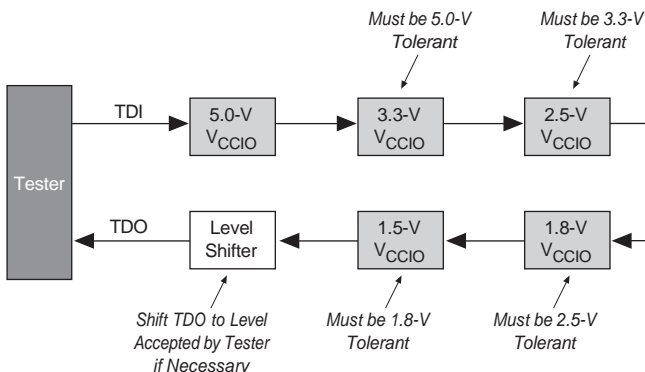 Must be 5.0-V
Tolerant
Must be 3.3-V
Tolerant
TDI
5.0-V
VCCIO
3.3-V
VCCIO
2.5-V
VCCIO
Tester
TDO
Level
Shifter
1.5-V
VCCIO
1.8-V
VCCIO
Shift TDO to Level
Accepted by Tester
if Necessary
Must be 1.8-V
Tolerant
Must be 2.5-V
Tolerant